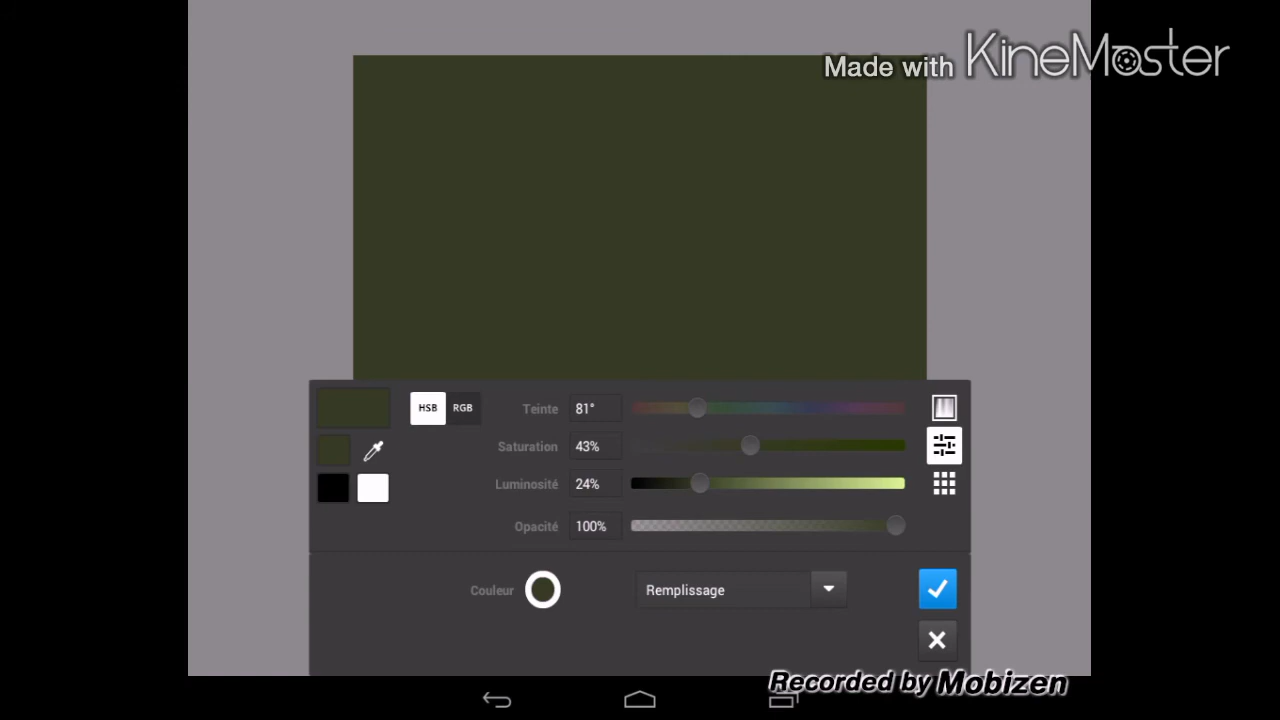 Made with KINEMASTER
HSB RGB Teinte 81°
Saturation 43%
Luminosité 24%
Opacité 100%
Couleur Remplissage
Recorded by Mobizen